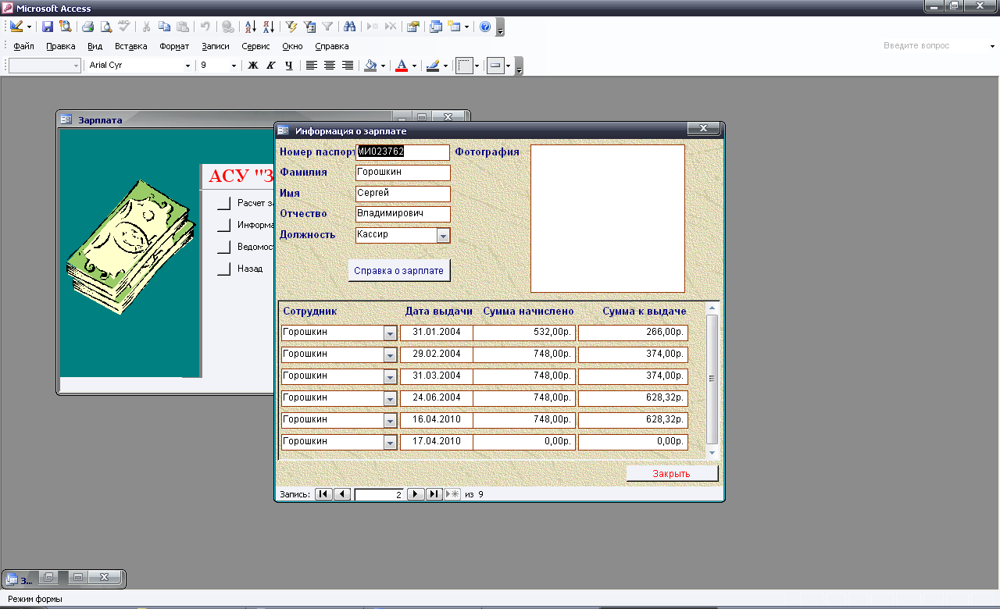 Microsoft Access
Файл Правка Вид Вставка Формат Записи Сервис Окно Справка
Введите вопрос
Arial Cyr 9 Ж К Ч
Зарплата
АСУ "З
Расчет за
Информа
Ведомост
Назад
Информация о зарплате
Номер паспорт МИ023762 Фотография
Фамилия Горошкин
Имя Сергей
Отчество Владимирович
Должность Кассир
Справка о зарплате
Сотрудник Дата выдачи Сумма начислено Сумма к выдаче
Горошкин 31.01.2004 532,00р. 266,00р.
Горошкин 29.02.2004 748,00р. 374,00р.
Горошкин 31.03.2004 748,00р. 374,00р.
Горошкин 24.06.2004 748,00р. 628,32р.
Горошкин 16.04.2010 748,00р. 628,32р.
Горошкин 17.04.2010 0,00р. 0,00р.
Закрыть
Запись: 2 из 9
З...
Режим формы